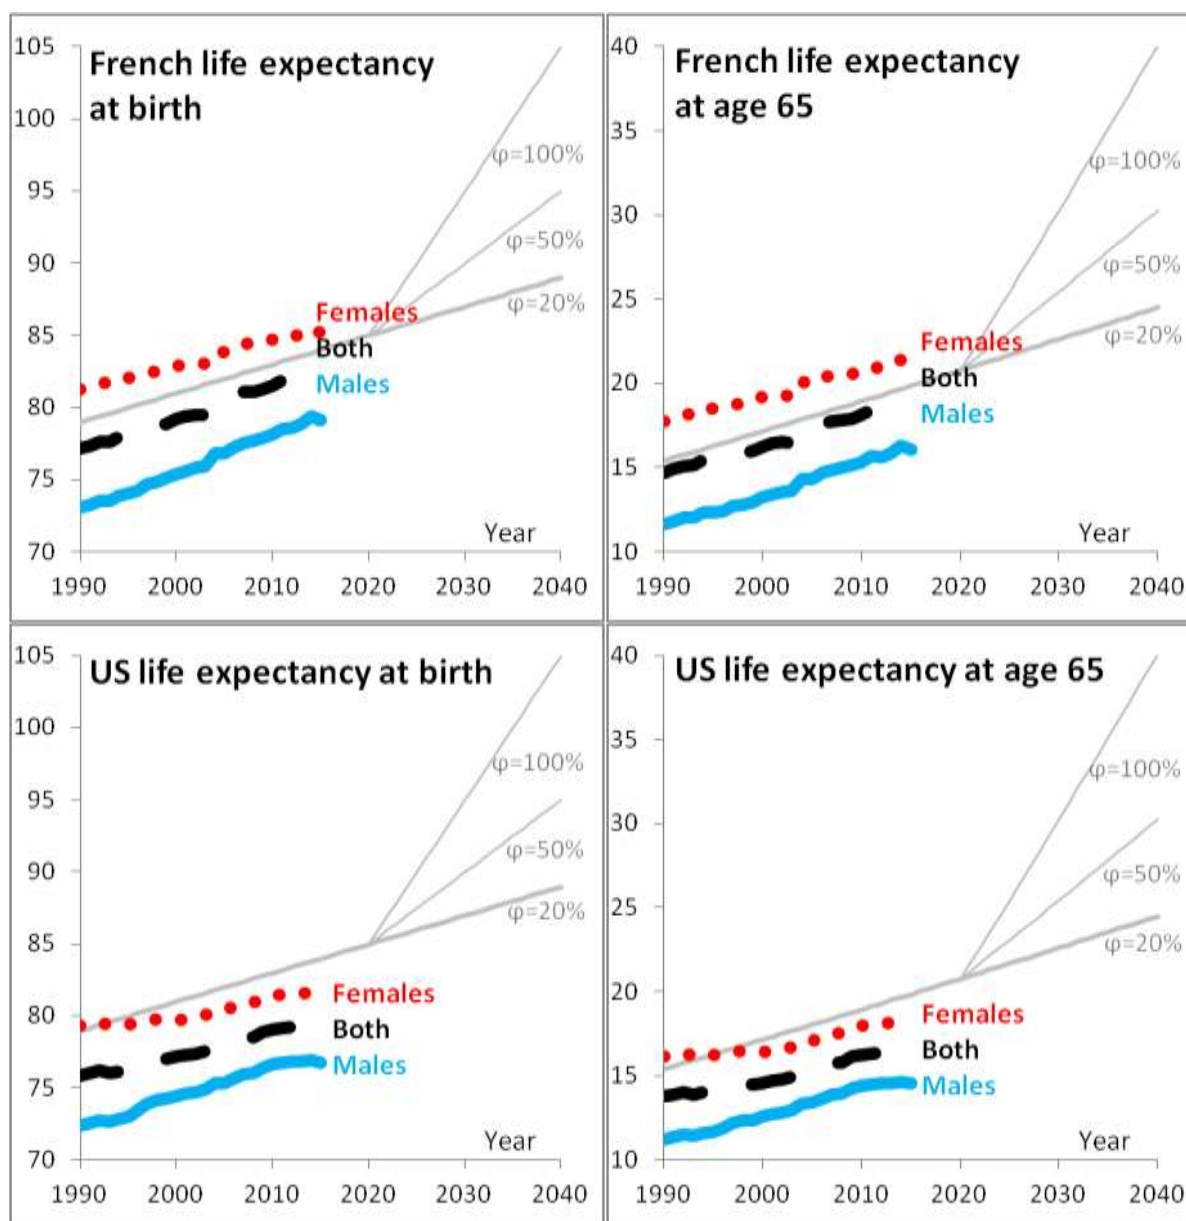 105
French life expectancy
at birth
100
φ=100%
95
φ=50%
90
φ=20%
85
Females
Both
80
Males
75
Year
70
1990 2000 2010 2020 2030 2040
40
French life expectancy
at age 65
35
φ=100%
30
φ=50%
25
φ=20%
Females
20
Both
Males
15
Year
10
1990 2000 2010 2020 2030 2040
105
US life expectancy at birth
100
φ=100%
95
φ=50%
90
φ=20%
85
Females
80
Both
Males
75
Year
70
1990 2000 2010 2020 2030 2040
40
US life expectancy at age 65
35
φ=100%
30
φ=50%
25
φ=20%
20
Females
Both
15
Males
Year
10
1990 2000 2010 2020 2030 2040